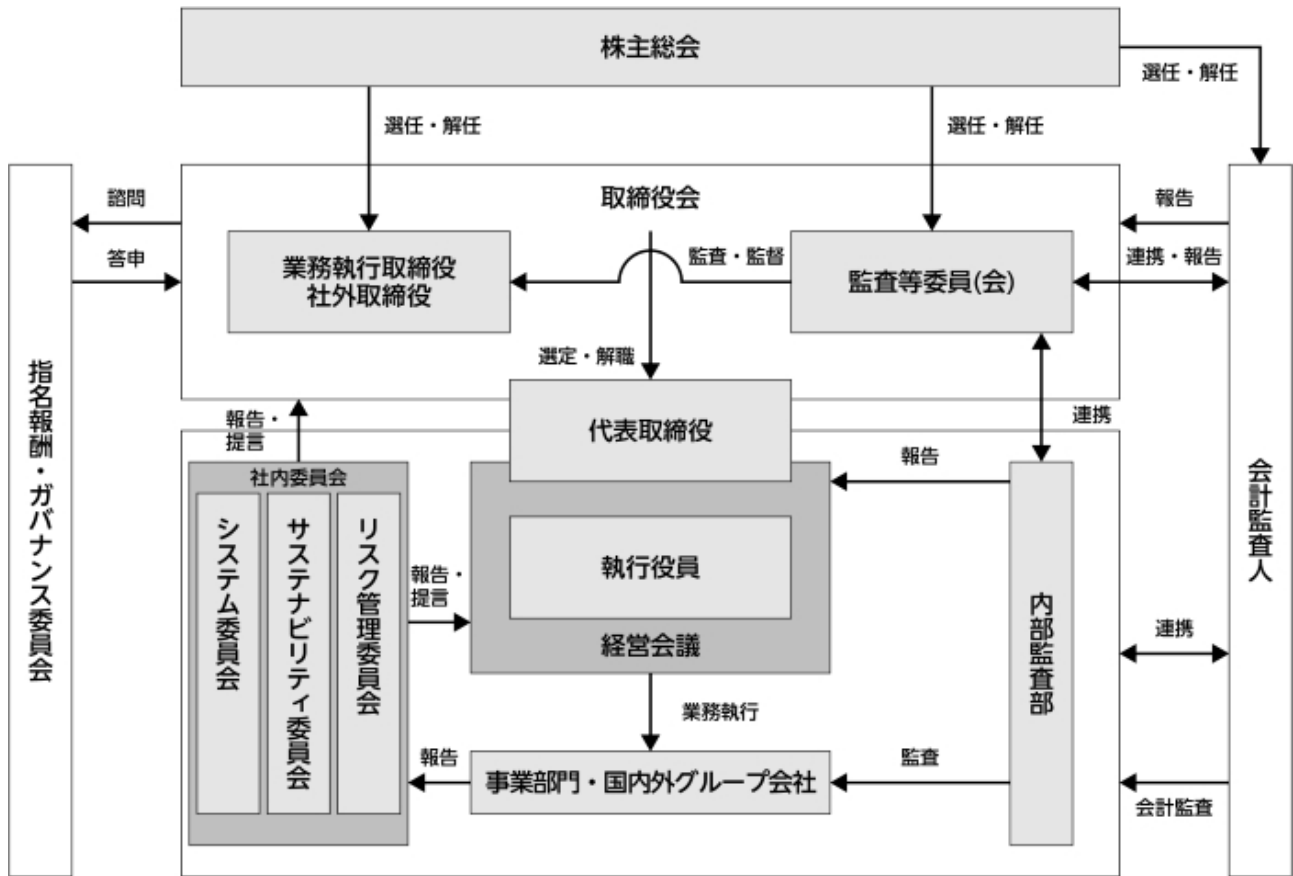 株主総会
選任・解任
選任・解任
選任・解任
諮問
答申
取締役会
報告
連携・報告
業務執行取締役
社外取締役
監査・監督
監査等委員(会)
選定・解職
指名報酬・ガバナンス委員会
会計監査人
報告・
提言
代表取締役
連携
社内委員会
システム委員会
サステナビリティ委員会
リスク管理委員会
報告・
提言
執行役員
経営会議
報告
内部監査部
連携
業務執行
報告
事業部門・国内外グループ会社
監査
会計監査